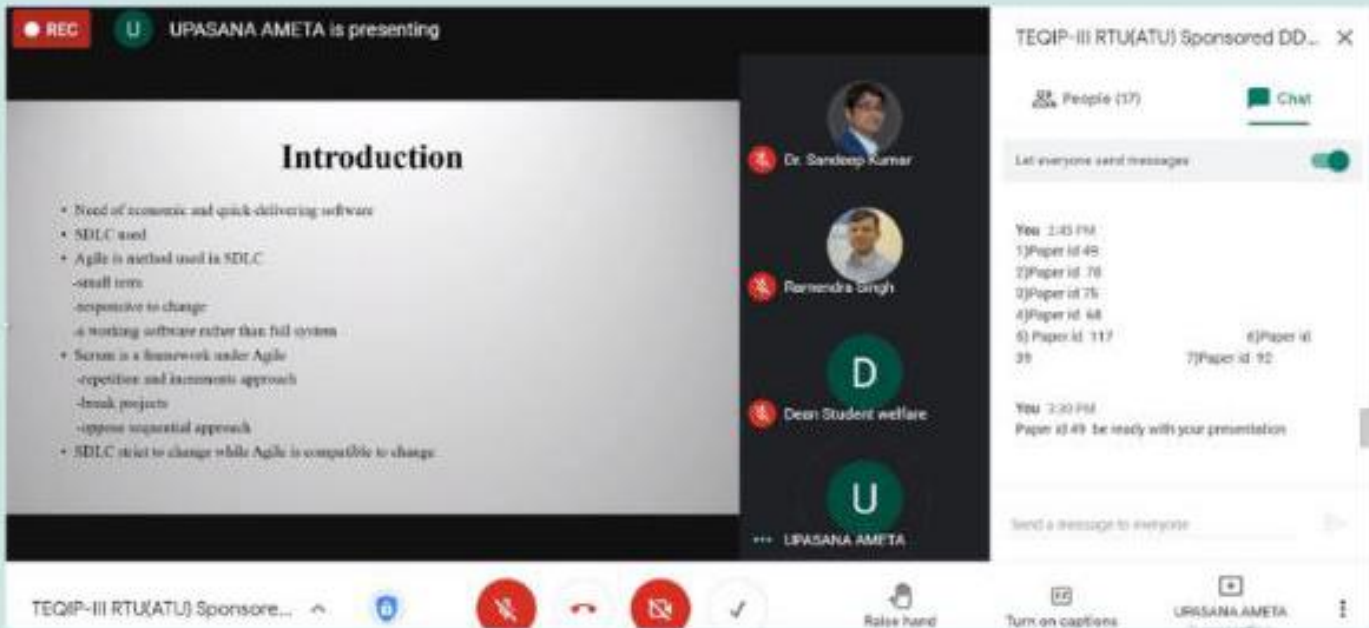 REC
U
UPASANA AMETA is presenting
Introduction
• Need of economic and quick-delivering software
• SDLC used
• Agile is method used in SDLC
-small term
-responsive to change
-a working software rather than full system
• Scrum is a framework under Agile
-repetition and increments approach
-break projects
-oppose sequential approach
• SDLC strict to change while Agile is compatible to change
Dr. Sandeep Kumar
Ramendra Singh
D
Dean Student welfare
U
UPASANA AMETA
TEQIP-III RTU(ATU) Sponsored DD...
People (17)
Chat
Let everyone send messages
You 2:45 PM
1)Paper id 49
2)Paper id 76
3)Paper id 75
4)Paper id 68
5) Paper id 117 6)Paper id
39 7)Paper id 92
You 3:30 PM
Paper id 49 be ready with your presentation
Send a message to everyone
TEQIP-III RTU(ATU) Sponsore...
Raise hand
Turn on captions
UPASANA AMETA